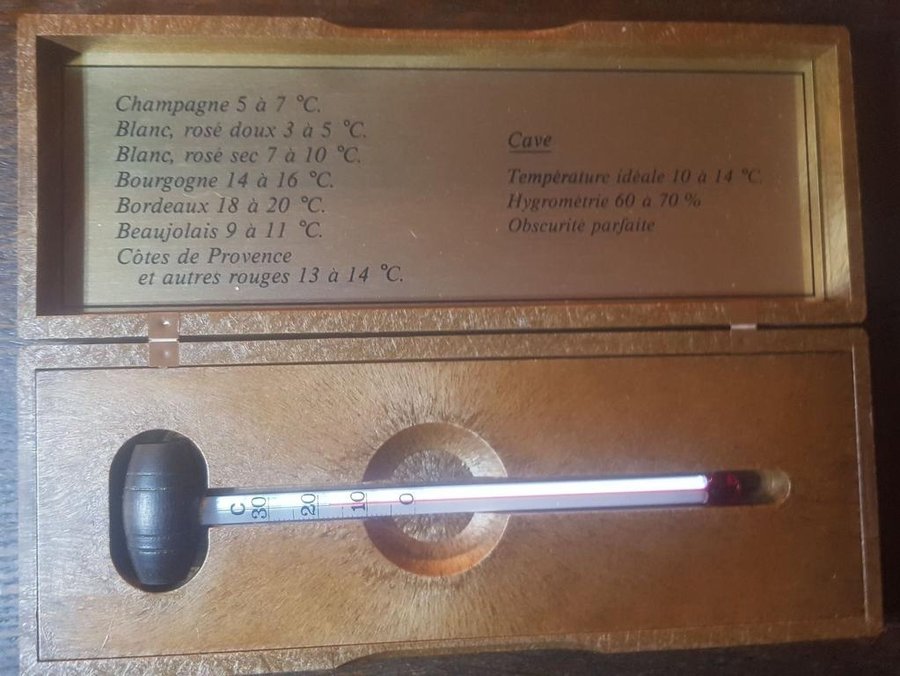 Champagne 5 à 7 °C.
Blanc, rosé doux 3 à 5 °C.
Blanc, rosé sec 7 à 10 °C.
Bourgogne 14 à 16 °C.
Bordeaux 18 à 20 °C.
Beaujolais 9 à 11 °C.
Côtes de Provence
et autres rouges 13 à 14 °C.
Cave
Température idéale 10 à 14 °C.
Hygrométrie 60 à 70 %
Obscurité parfaite
C 30 20 10 0